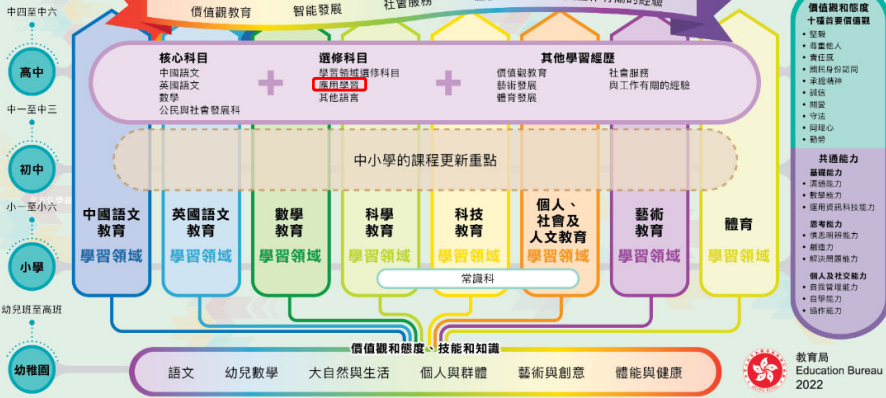 中四至中六
價值觀教育
智能發展
社會服務
有關的經驗
高中
核心科目
中國語文
英國語文
數學
公民與社會發展科
選修科目
學習領域選修科目
應用學習
其他語言
其他學習經歷
價值觀教育
藝術發展
體育發展
社會服務
與工作有關的經驗
中一至中三
初中
中小學的課程更新重點
小一至小六
小學
中國語文
教育
學習領域
英國語文
教育
學習領域
數學
教育
學習領域
科學
教育
學習領域
科技
教育
學習領域
個人、
社會及
人文教育
學習領域
藝術
教育
學習領域
體育
學習領域
常識科
幼兒班至高班
幼稚園
價值觀和態度、技能和知識
語文
幼兒數學
大自然與生活
個人與群體
藝術與創意
體能與健康
價值觀和態度
十種首要價值觀
• 堅毅
• 尊重他人
• 責任感
• 國民身份認同
• 承擔精神
• 誠信
• 關愛
• 守法
• 同理心
• 勤勞
共通能力
基礎能力
• 溝通能力
• 數學能力
• 運用資訊科技能力
思考能力
• 慎思明辨能力
• 創造力
• 解決問題能力
個人及社交能力
• 自我管理能力
• 自學能力
• 協作能力
教育局
Education Bureau
2022